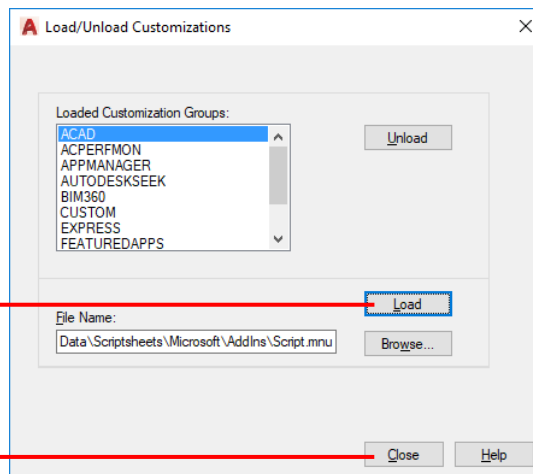 Load/Unload Customizations
Loaded Customization Groups:
ACAD
ACPERFMON
APPMANAGER
AUTODESKSEEK
BIM360
CUSTOM
EXPRESS
FEATUREDAPPS
Unload
Load
File Name:
Data\Scriptsheets\Microsoft\AddIns\Script.mnu
Browse...
Close
Help